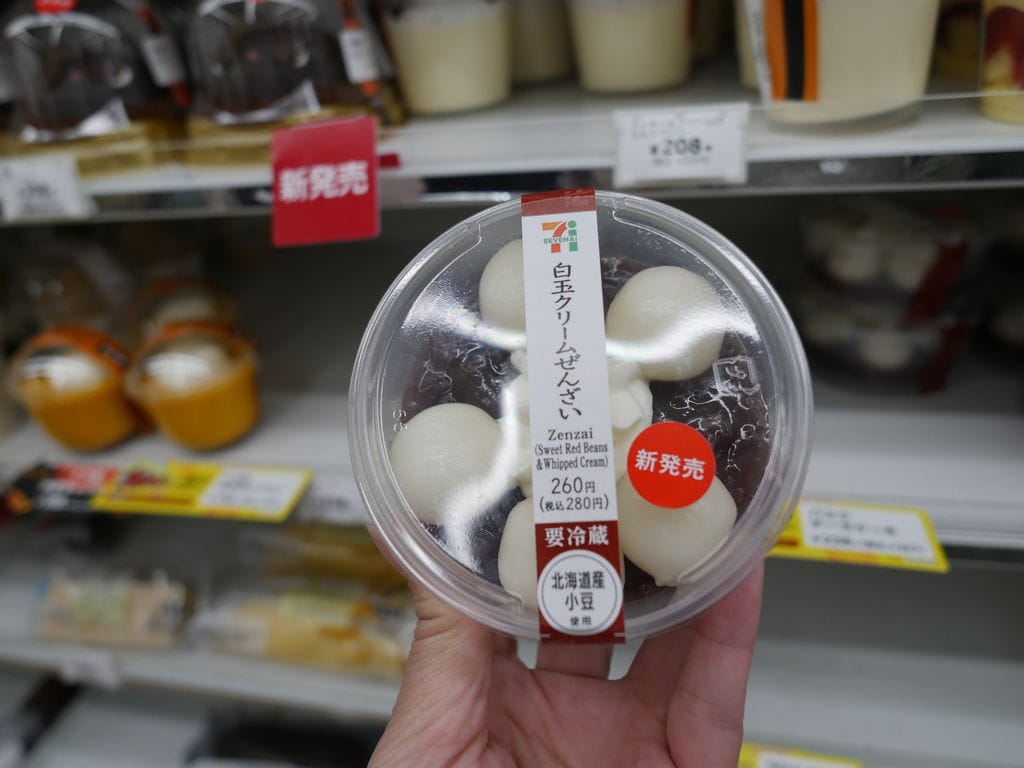 新発売
¥208
7i
SEVEN&i
白玉クリームぜんざい
Zenzai
(Sweet Red Beans
& Whipped Cream)
260円
(税込280円)
新発売
要冷蔵
北海道産
小豆
使用